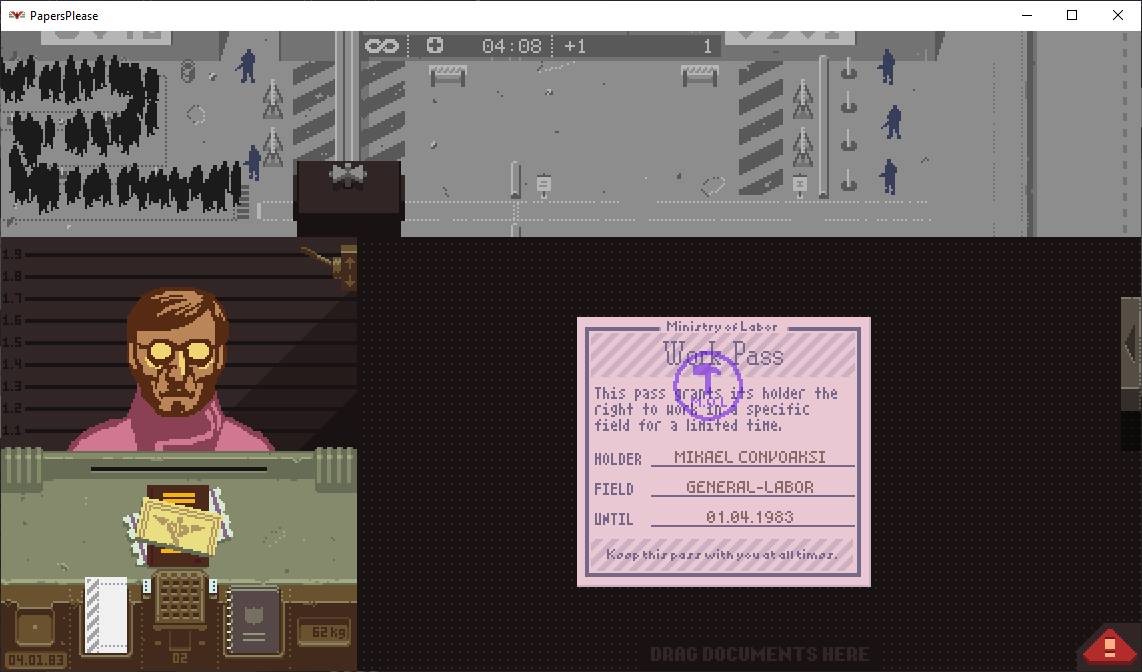 PapersPlease
04:08 +1 1
1.9
1.8
1.7
1.6
1.5
1.4
1.3
1.2
1.1
Ministry of Labor
Work Pass
M.O.L
This pass grants its holder the
right to work in a specific
field for a limited time.
HOLDER MIKAEL CONVOAKSI
FIELD GENERAL-LABOR
UNTIL 01.04.1983
Keep this pass with you at all times.
62kg
04.01.83
02
DRAG DOCUMENTS HERE